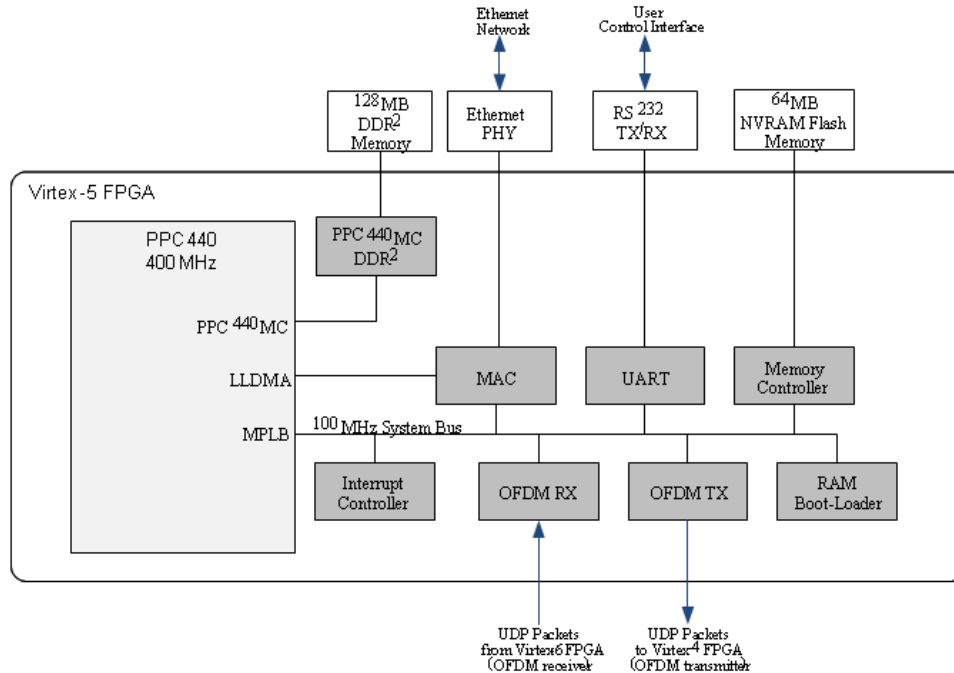 Ethernet
Network
User
Control Interface
128MB
DDR2
Memory
Ethernet
PHY
RS 232
TX/RX
64MB
NVRAM Flash
Memory
Virtex-5 FPGA
PPC 440
400 MHz
PPC 440MC
DDR2
PPC 440MC
LLDMA
MAC
UART
Memory
Controller
MPLB
100 MHz System Bus
Interrupt
Controller
OFDM RX
OFDM TX
RAM
Boot-Loader
UDP Packets
from Virtex6 FPGA
(OFDM receiver
UDP Packets
to Virtex4 FPGA
(OFDM transmitter)